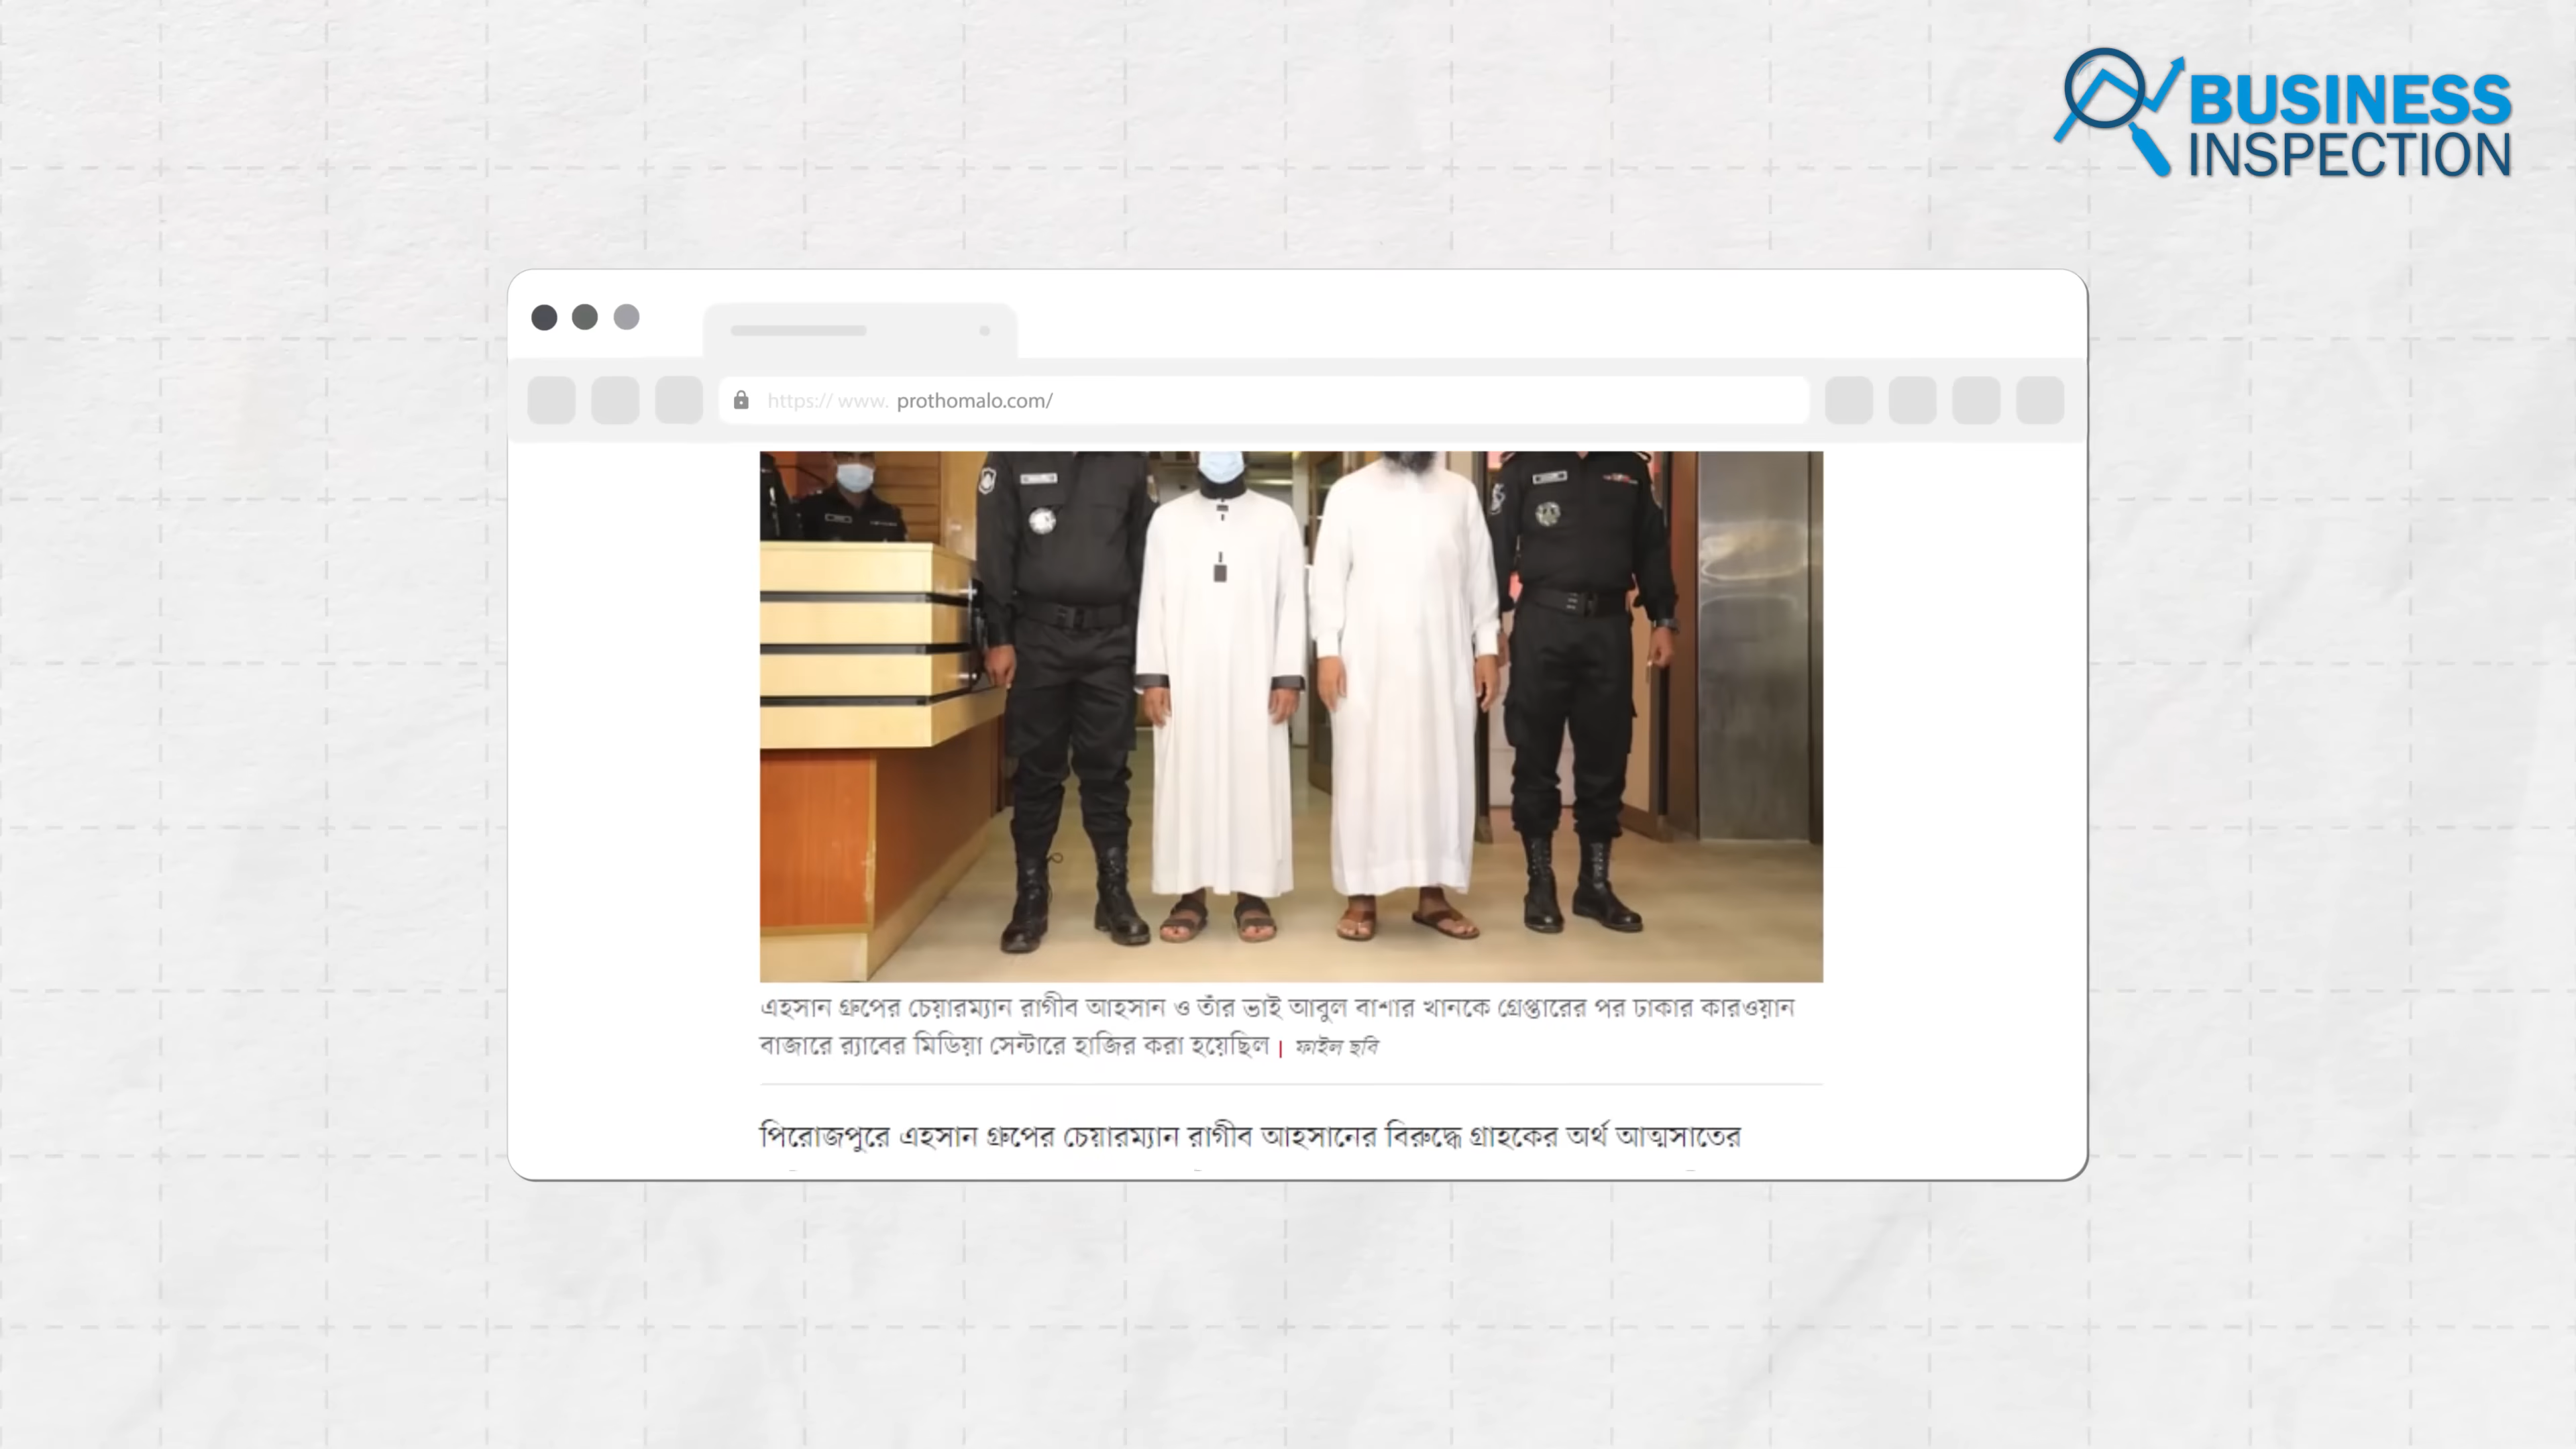 BUSINESS
INSPECTION
https:// www. prothomalo.com/
এহসান গ্রুপের চেয়ারম্যান রাগীব আহসান ও তাঁর ভাই আবুল বাশার খানকে গ্রেপ্তারের পর ঢাকার কারওয়ান
বাজারে র‍্যাবের মিডিয়া সেন্টারে হাজির করা হয়েছিল | ফাইল ছবি
পিরোজপুরে এহসান গ্রুপের চেয়ারম্যান রাগীব আহসানের বিরুদ্ধে গ্রাহকের অর্থ আত্মসাতের